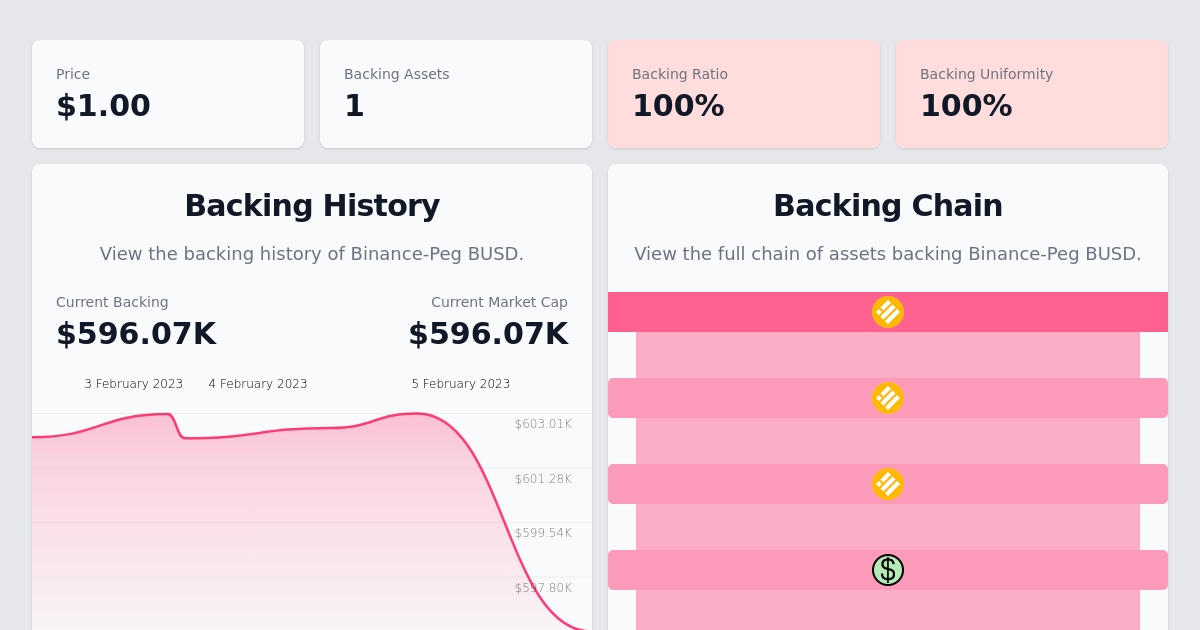 Price
$1.00
Backing Assets
1
Backing Ratio
100%
Backing Uniformity
100%
Backing History
View the backing history of Binance-Peg BUSD.
Current Backing
$596.07K
Current Market Cap
$596.07K
3 February 2023
4 February 2023
5 February 2023
$603.01K
$601.28K
$599.54K
$597.80K
Backing Chain
View the full chain of assets backing Binance-Peg BUSD.
$